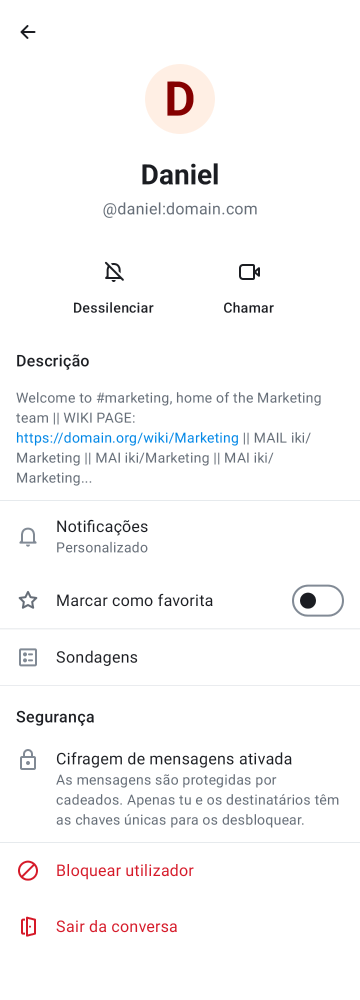 D
Daniel
@daniel:domain.com
Dessilenciar
Chamar
Descrição
Welcome to #marketing, home of the Marketing
team || WIKI PAGE:
https://domain.org/wiki/Marketing || MAIL iki/
Marketing || MAI iki/Marketing || MAI iki/
Marketing...
Notificações
Personalizado
Marcar como favorita
Sondagens
Segurança
Cifragem de mensagens ativada
As mensagens são protegidas por
cadeados. Apenas tu e os destinatários têm
as chaves únicas para os desbloquear.
Bloquear utilizador
Sair da conversa